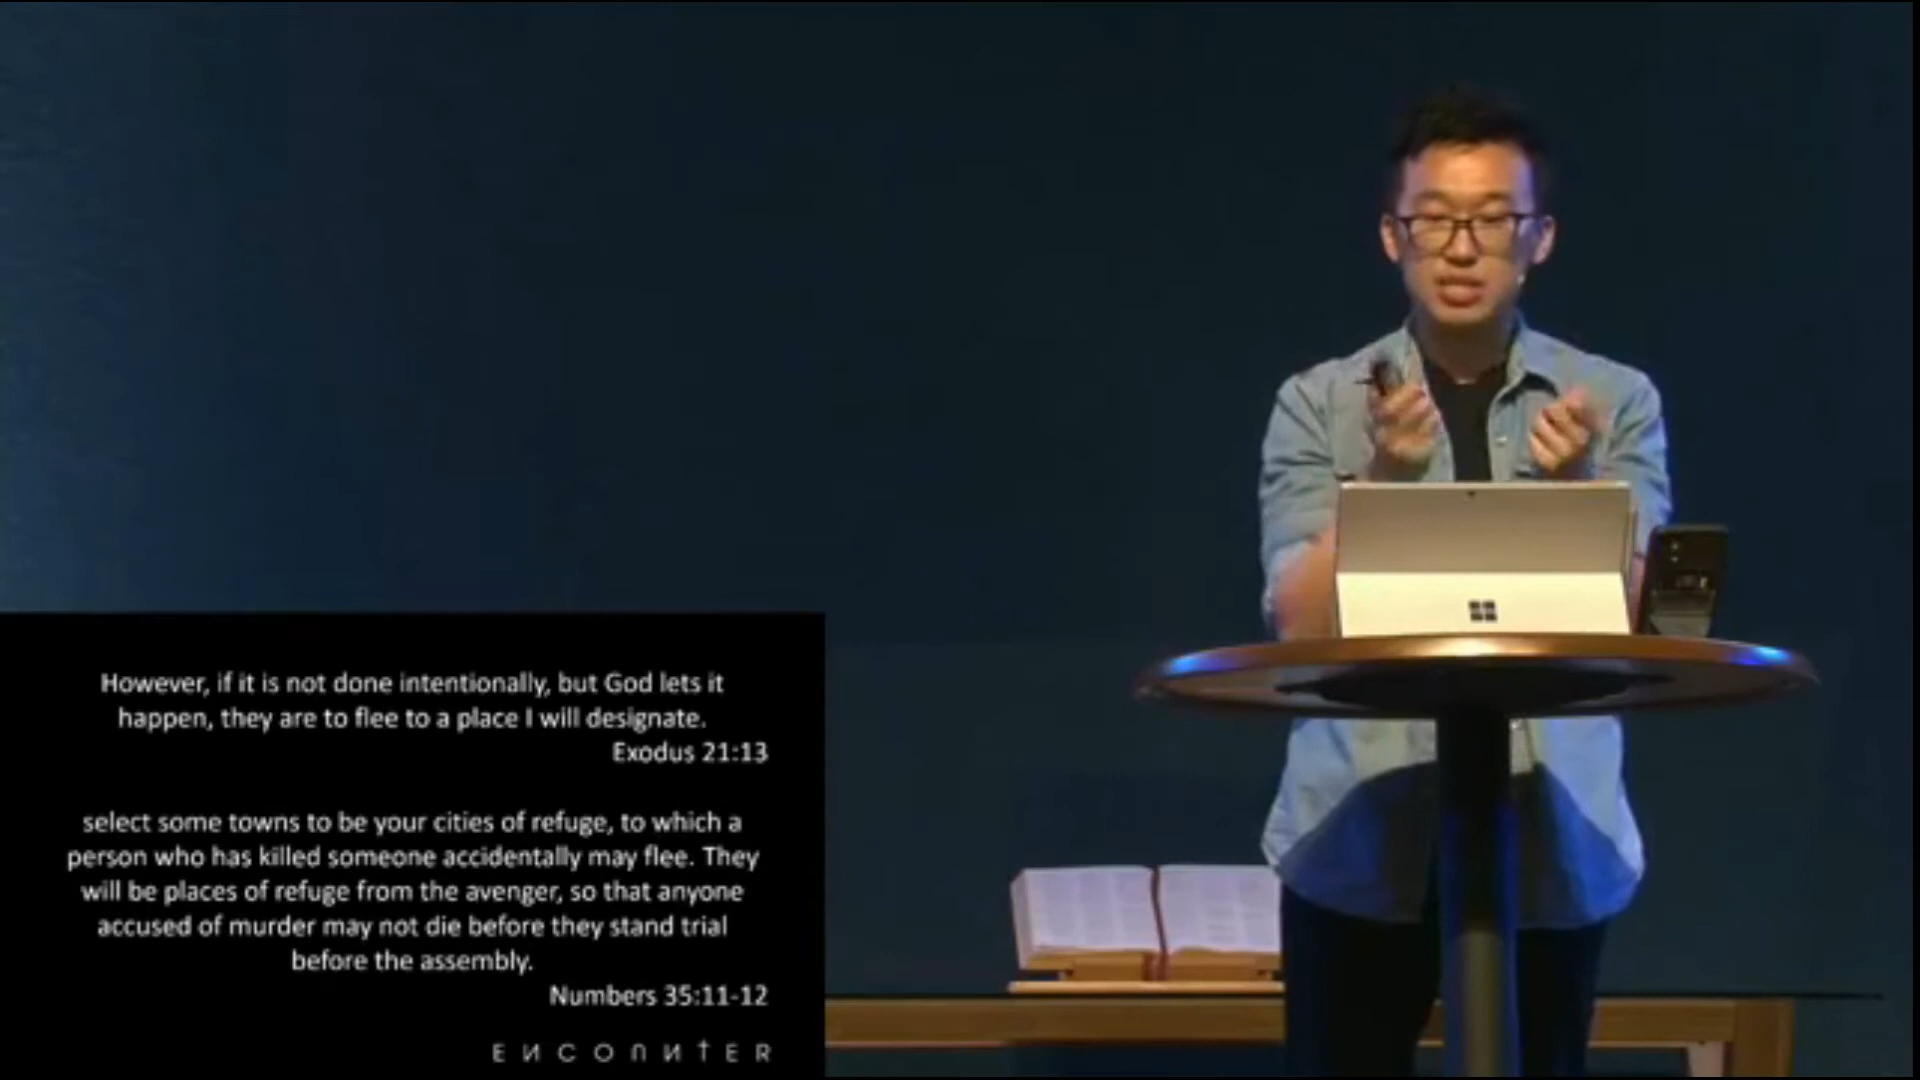 However, if it is not done intentionally, but God lets it
happen, they are to flee to a place I will designate.
Exodus 21:13
select some towns to be your cities of refuge, to which a
person who has killed someone accidentally may flee. They
will be places of refuge from the avenger, so that anyone
accused of murder may not die before they stand trial
before the assembly.
Numbers 35:11-12
ENCOUNTER